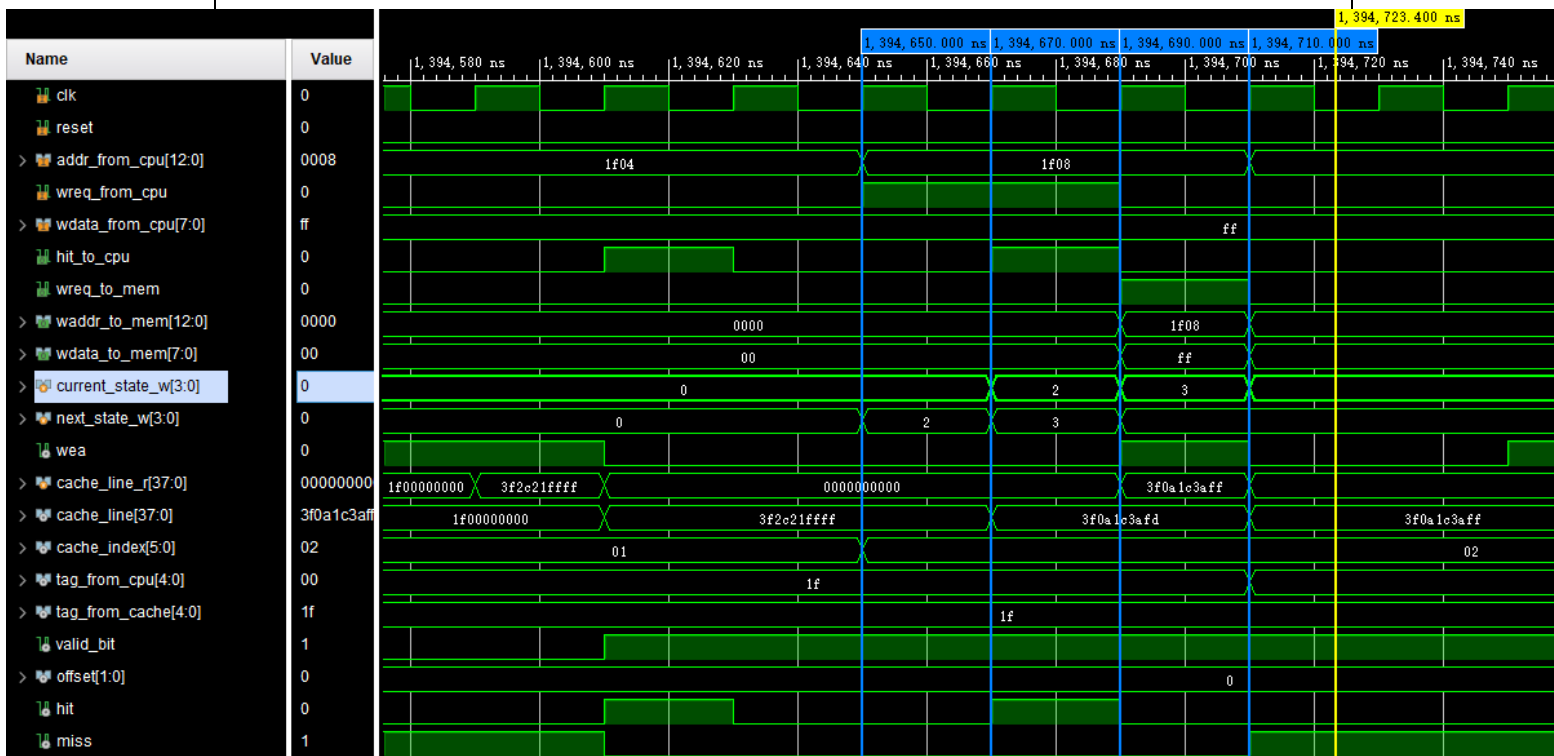 1,394,723.400 ns
1,394,650.000 ns 1,394,670.000 ns 1,394,690.000 ns 1,394,710.000 ns
Name Value 1,394,580 ns 1,394,600 ns 1,394,620 ns 1,394,640 ns 1,394,660 ns 1,394,680 ns 1,394,700 ns 1,394,720 ns 1,394,740 ns
clk 0
reset 0
addr_from_cpu[12:0] 0008 1f04 1f08
wreq_from_cpu 0
wdata_from_cpu[7:0] ff ff
hit_to_cpu 0
wreq_to_mem 0
waddr_to_mem[12:0] 0000 0000 1f08
wdata_to_mem[7:0] 00 00 ff
current_state_w[3:0] 0 0 2 3
next_state_w[3:0] 0 0 2 3
wea 0
cache_line_r[37:0] 000000000 1f00000000 3f2c21ffff 0000000000 3f0a1c3aff
cache_line[37:0] 3f0a1c3aff 1f00000000 3f2c21ffff 3f0a1c3afd 3f0a1c3aff
cache_index[5:0] 02 01 02
tag_from_cpu[4:0] 00 1f
tag_from_cache[4:0] 1f 1f
valid_bit 1
offset[1:0] 0 0
hit 0
miss 1